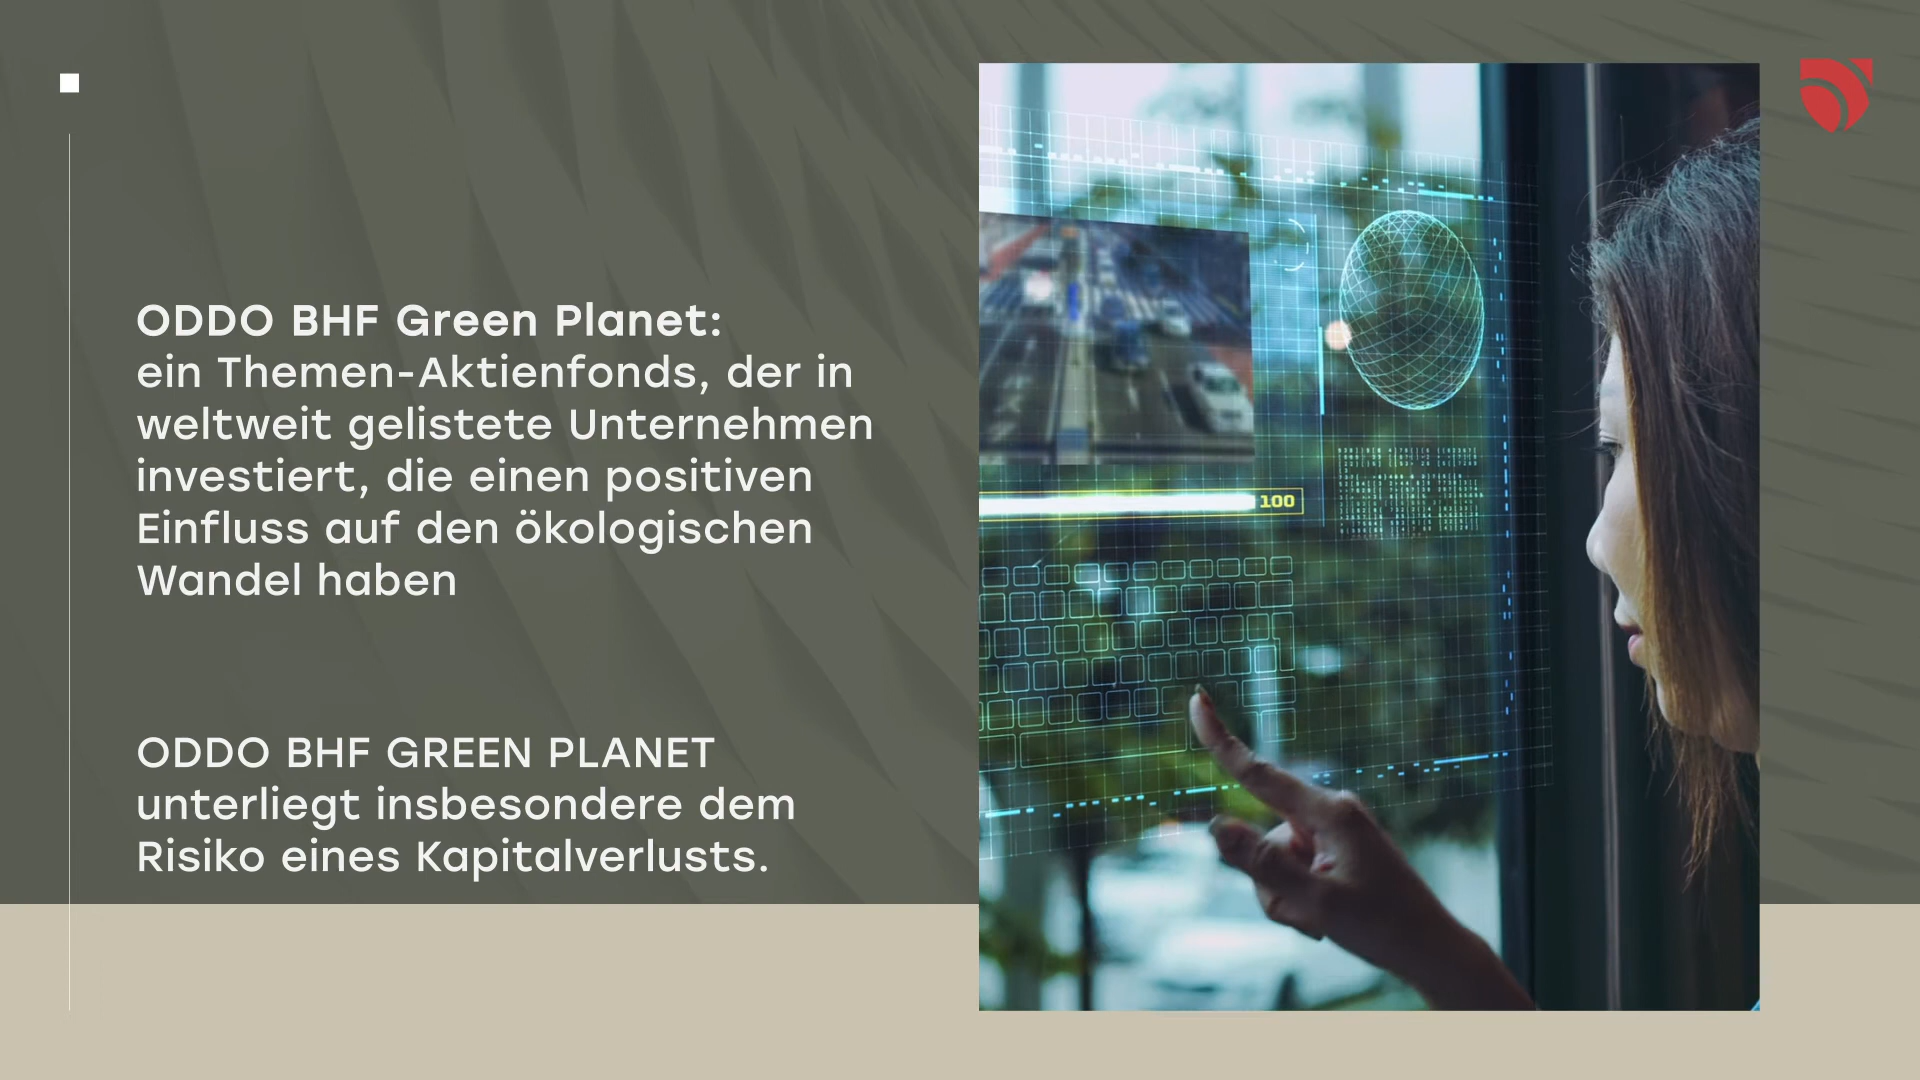 ODDO BHF Green Planet:
ein Themen-Aktienfonds, der in
weltweit gelistete Unternehmen
investiert, die einen positiven
Einfluss auf den ökologischen
Wandel haben
ODDO BHF GREEN PLANET
unterliegt insbesondere dem
Risiko eines Kapitalverlusts.
100